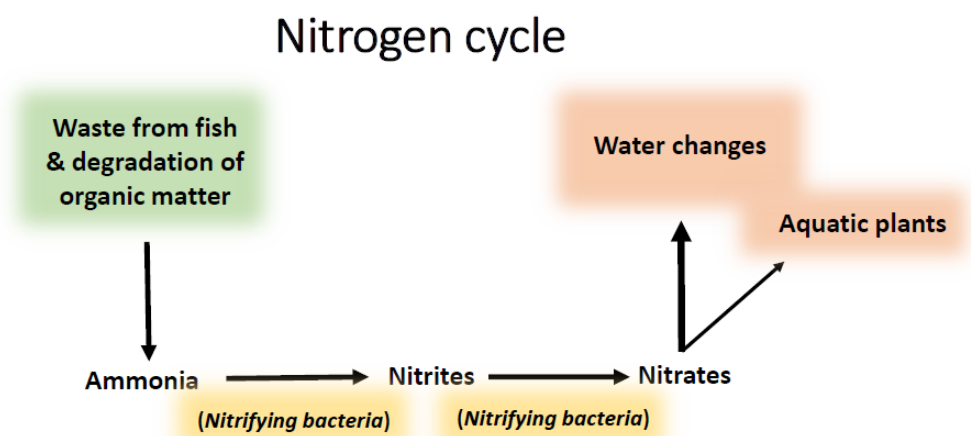 Nitrogen cycle
Waste from fish
& degradation of
organic matter
Water changes
Aquatic plants
Ammonia
Nitrites
Nitrates
(Nitrifying bacteria)
(Nitrifying bacteria)